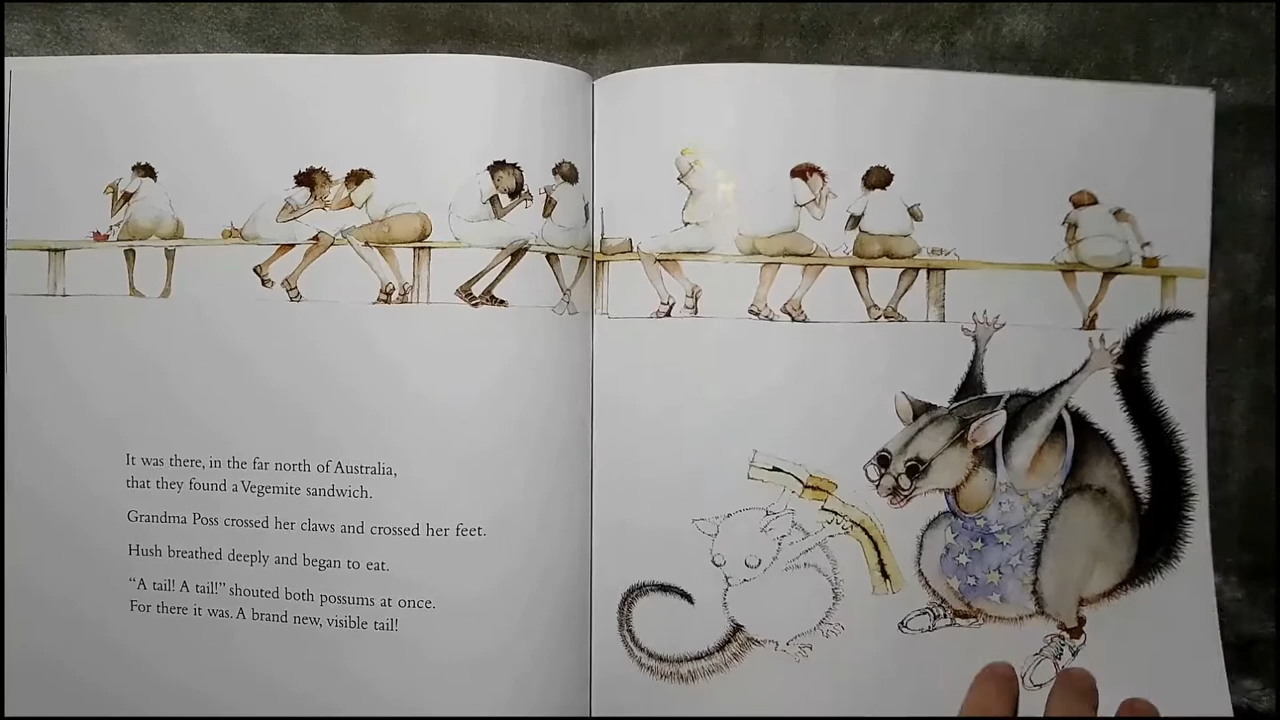 It was there, in the far north of Australia,
that they found a Vegemite sandwich.
Grandma Poss crossed her claws and crossed her feet.
Hush breathed deeply and began to eat.
“A tail! A tail!” shouted both possums at once.
For there it was. A brand new, visible tail!